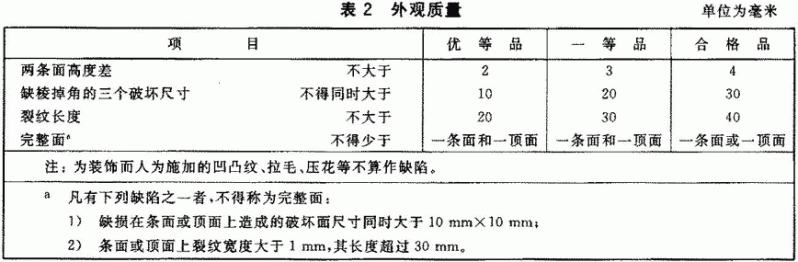 表 2 外观质量 单位为毫米
项 目 优 等 品 一 等 品 合 格 品
两条面高度差 不大于 2 3 4
缺棱掉角的三个破坏尺寸 不得同时大于 10 20 30
裂纹长度 不大于 20 30 40
完整面a 不得少于 一条面和一顶面 一条面和一顶面 一条面或一顶面
注：为装饰而人为施加的凹凸纹、拉毛、压花等不算作缺陷。
a 凡有下列缺陷之一者，不得称为完整面：
1） 缺损在条面或顶面上造成的破坏面尺寸同时大于 10 mm×10 mm；
2） 条面或顶面上裂纹宽度大于 1 mm，其长度超过 30 mm。